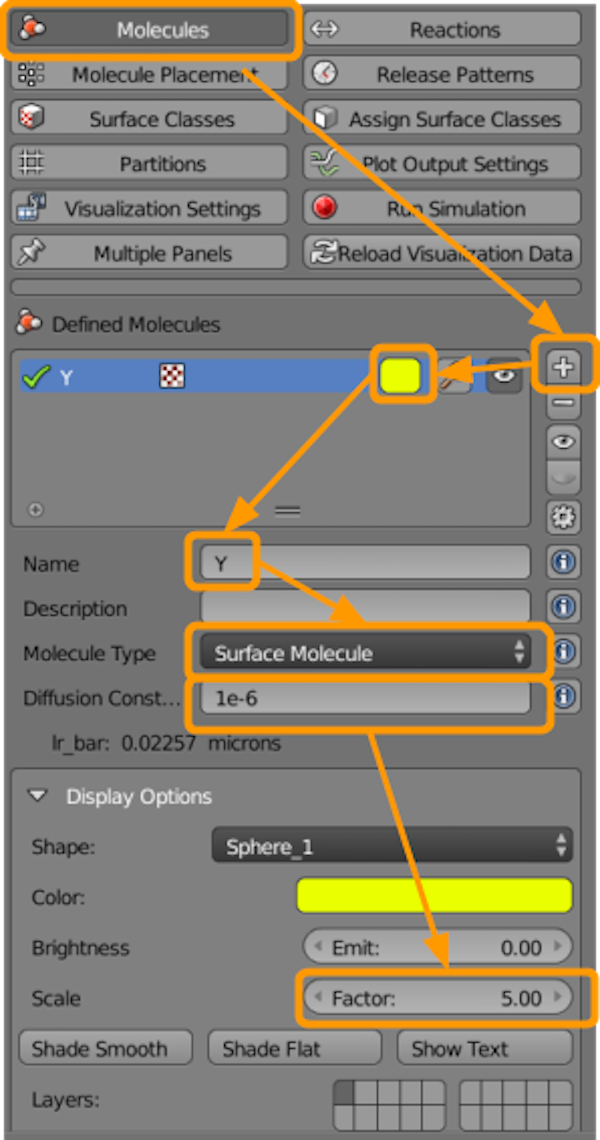 Molecules Reactions
Molecule Placement Release Patterns
Surface Classes Assign Surface Classes
Partitions Plot Output Settings
Visualization Settings Run Simulation
Multiple Panels Reload Visualization Data
Defined Molecules
Y
Name Y
Description
Molecule Type Surface Molecule
Diffusion Const... 1e-6
lr_bar: 0.02257 microns
Display Options
Shape: Sphere_1
Color:
Brightness Emit: 0.00
Scale Factor: 5.00
Shade Smooth Shade Flat Show Text
Layers: